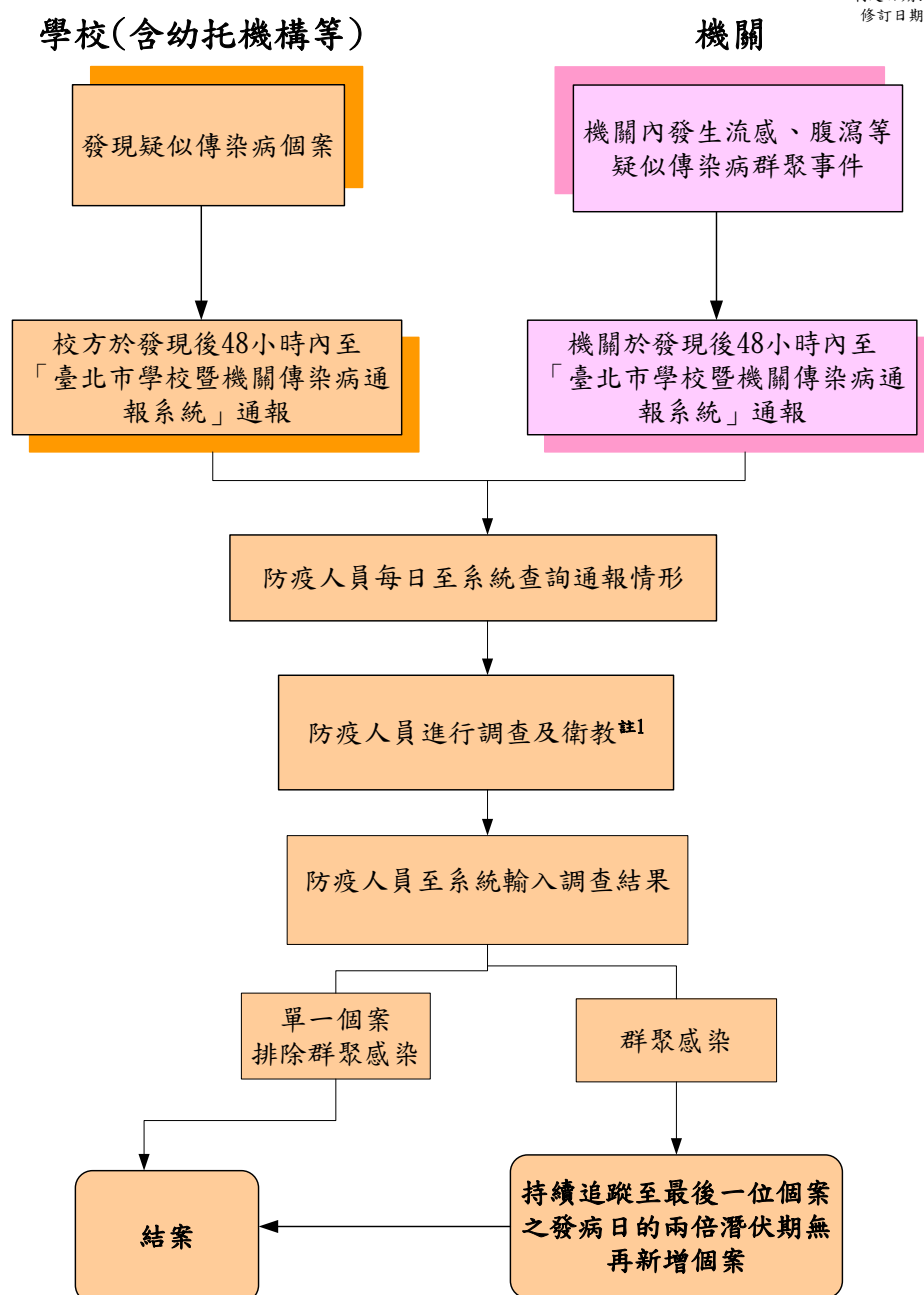 修訂日期
學校(含幼托機構等)
機關
發現疑似傳染病個案
機關內發生流感、腹瀉等
疑似傳染病群聚事件
校方於發現後48小時內至
「臺北市學校暨機關傳染病通
報系統」通報
機關於發現後48小時內至
「臺北市學校暨機關傳染病通
報系統」通報
防疫人員每日至系統查詢通報情形
防疫人員進行調查及衛教註1
防疫人員至系統輸入調查結果
單一個案
排除群聚感染
群聚感染
結案
持續追蹤至最後一位個案
之發病日的兩倍潛伏期無
再新增個案